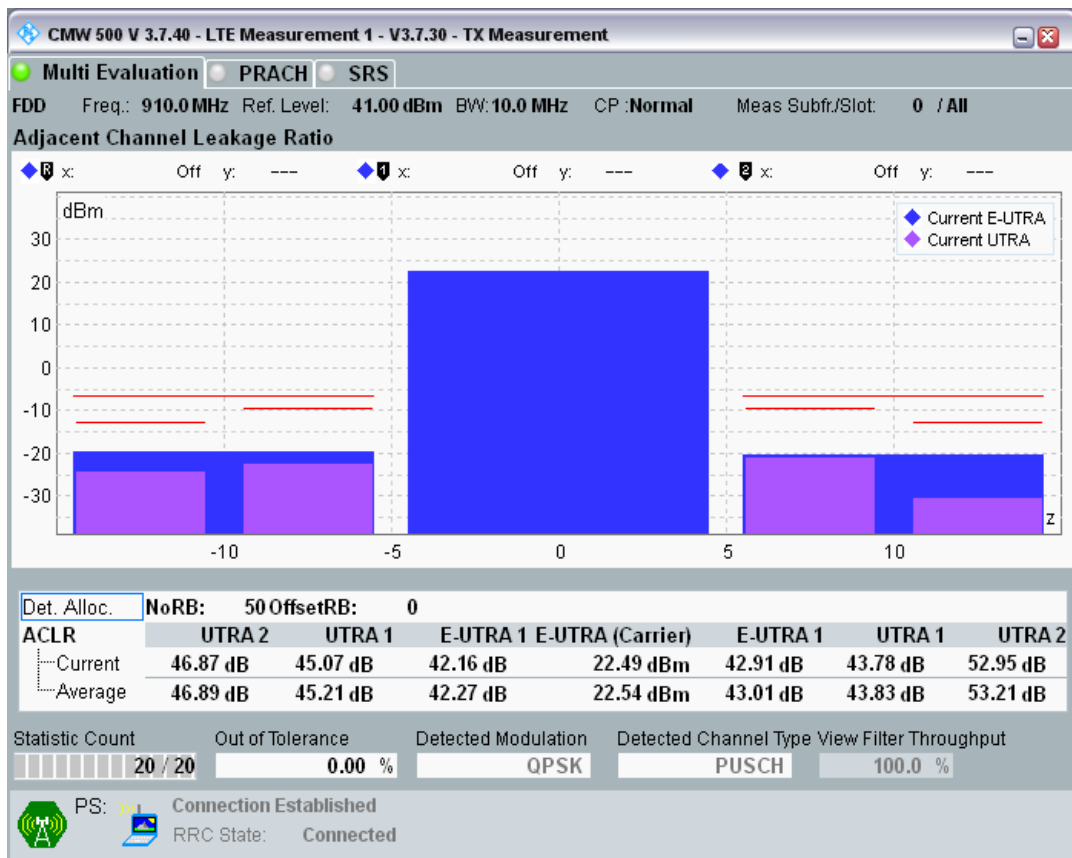 CMW 500 V 3.7.40 - LTE Measurement 1 - V3.7.30 - TX Measurement
Multi Evaluation PRACH SRS
FDD Freq.: 910.0 MHz Ref. Level: 41.00 dBm BW: 10.0 MHz CP :Normal Meas Subfr./Slot: 0 / All
Adjacent Channel Leakage Ratio
R x: Off y: --- 1 x: Off y: --- 2 x: Off y: ---
dBm
Current E-UTRA
Current UTRA
30
20
10
0
-10
-20
-30
z
-10 -5 0 5 10
Det. Alloc. NoRB: 50 OffsetRB: 0
ACLR UTRA 2 UTRA 1 E-UTRA 1 E-UTRA (Carrier) E-UTRA 1 UTRA 1 UTRA 2
Current 46.87 dB 45.07 dB 42.16 dB 22.49 dBm 42.91 dB 43.78 dB 52.95 dB
Average 46.89 dB 45.21 dB 42.27 dB 22.54 dBm 43.01 dB 43.83 dB 53.21 dB
Statistic Count Out of Tolerance Detected Modulation Detected Channel Type View Filter Throughput
20 / 20 0.00 % QPSK PUSCH 100.0 %
PS: Connection Established
RRC State: Connected